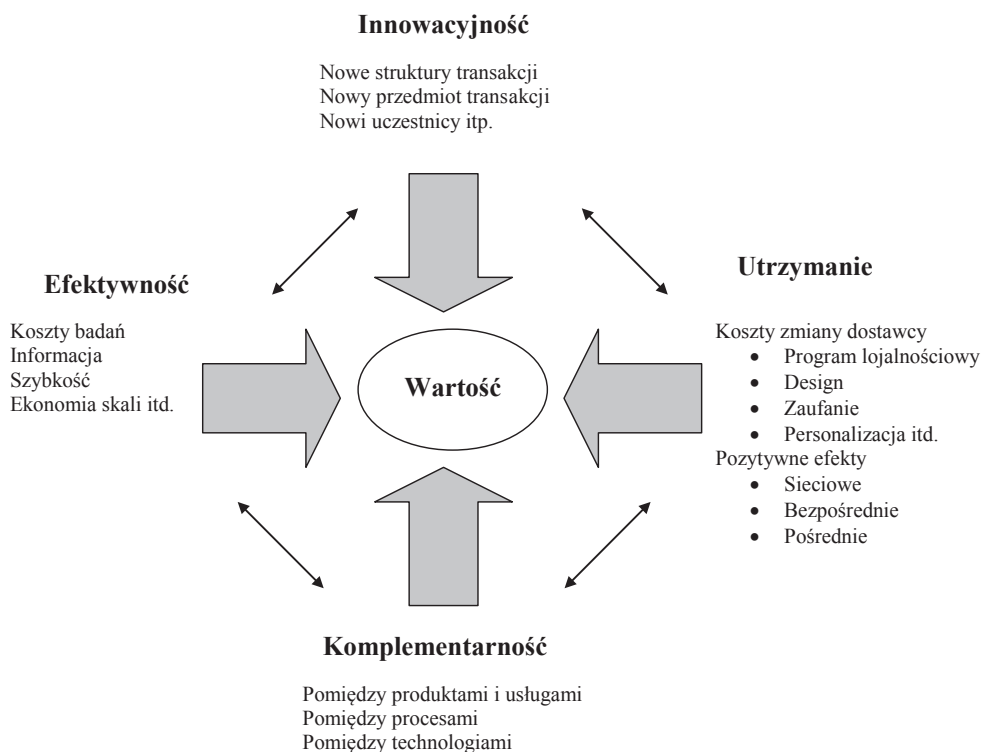 Innowacyjność
Nowe struktury transakcji
Nowy przedmiot transakcji
Nowi uczestnicy itp.
Efektywność
Koszty badań
Informacja
Szybkość
Ekonomia skali itd.
Wartość
Utrzymanie
Koszty zmiany dostawcy
• Program lojalnościowy
• Design
• Zaufanie
• Personalizacja itd.
Pozytywne efekty
• Sieciowe
• Bezpośrednie
• Pośrednie
Komplementarność
Pomiędzy produktami i usługami
Pomiędzy procesami
Pomiędzy technologiami